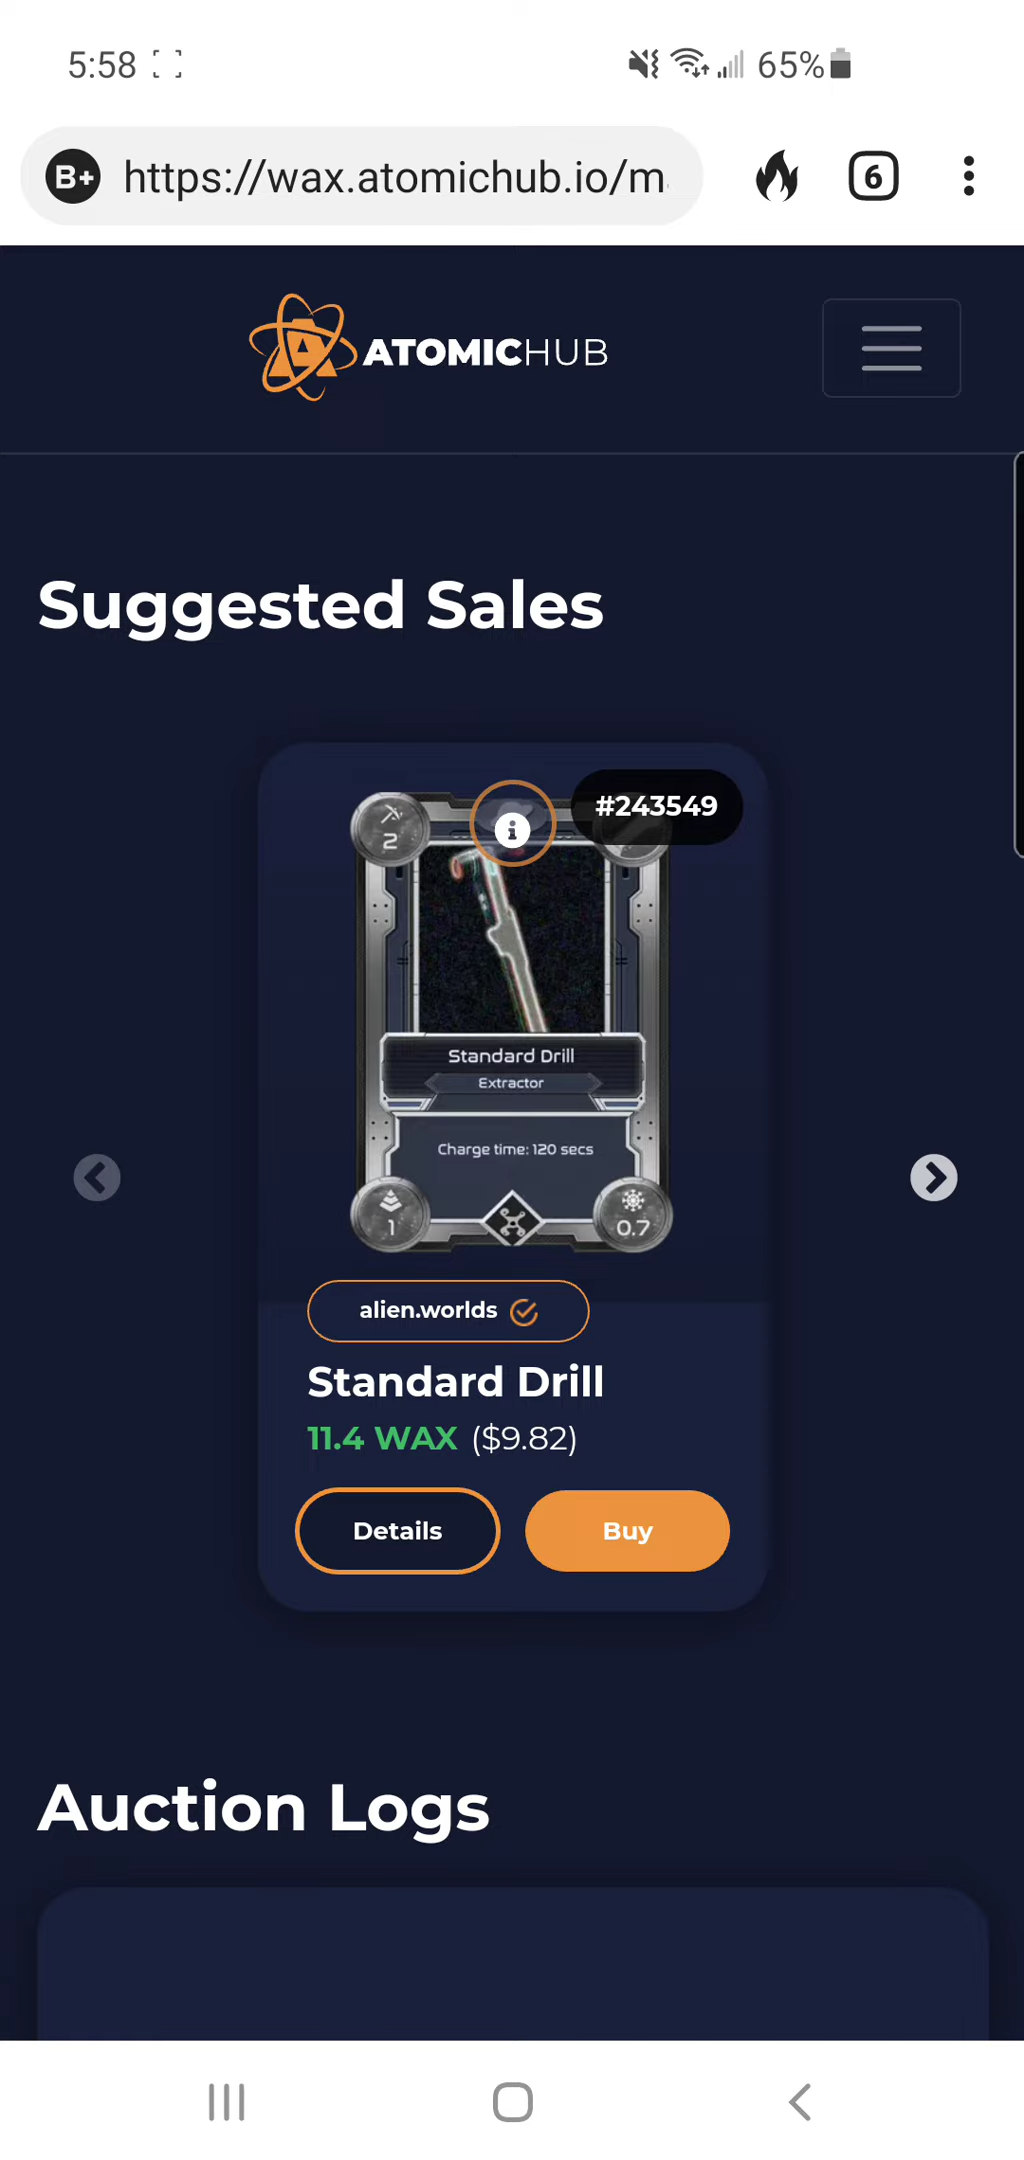 5:58 65%
B+ https://wax.atomichub.io/m
6
ATOMICHUB
Suggested Sales
#243549
2
Standard Drill
Extractor
Charge time: 120 secs
1
0.7
alien.worlds
Standard Drill
11.4 WAX ($9.82)
Details Buy
Auction Logs